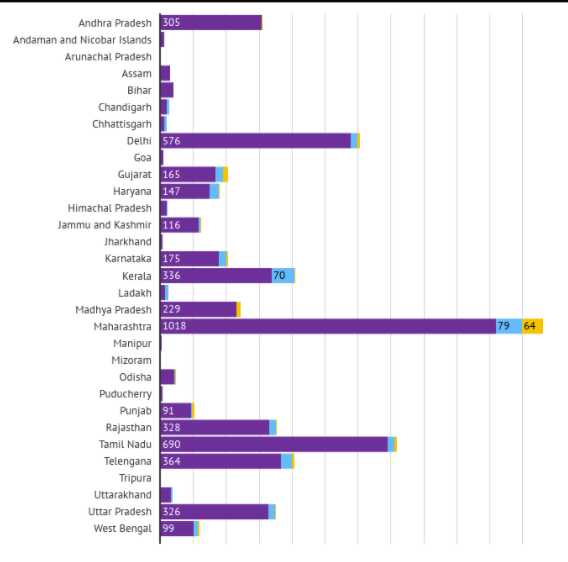 Andhra Pradesh 305
Andaman and Nicobar Islands
Arunachal Pradesh
Assam
Bihar
Chandigarh
Chhattisgarh
Delhi 576
Goa
Gujarat 165
Haryana 147
Himachal Pradesh
Jammu and Kashmir 116
Jharkhand
Karnataka 175
Kerala 336 70
Ladakh
Madhya Pradesh 229
Maharashtra 1018 79 64
Manipur
Mizoram
Odisha
Puducherry
Punjab 91
Rajasthan 328
Tamil Nadu 690
Telengana 364
Tripura
Uttarakhand
Uttar Pradesh 326
West Bengal 99